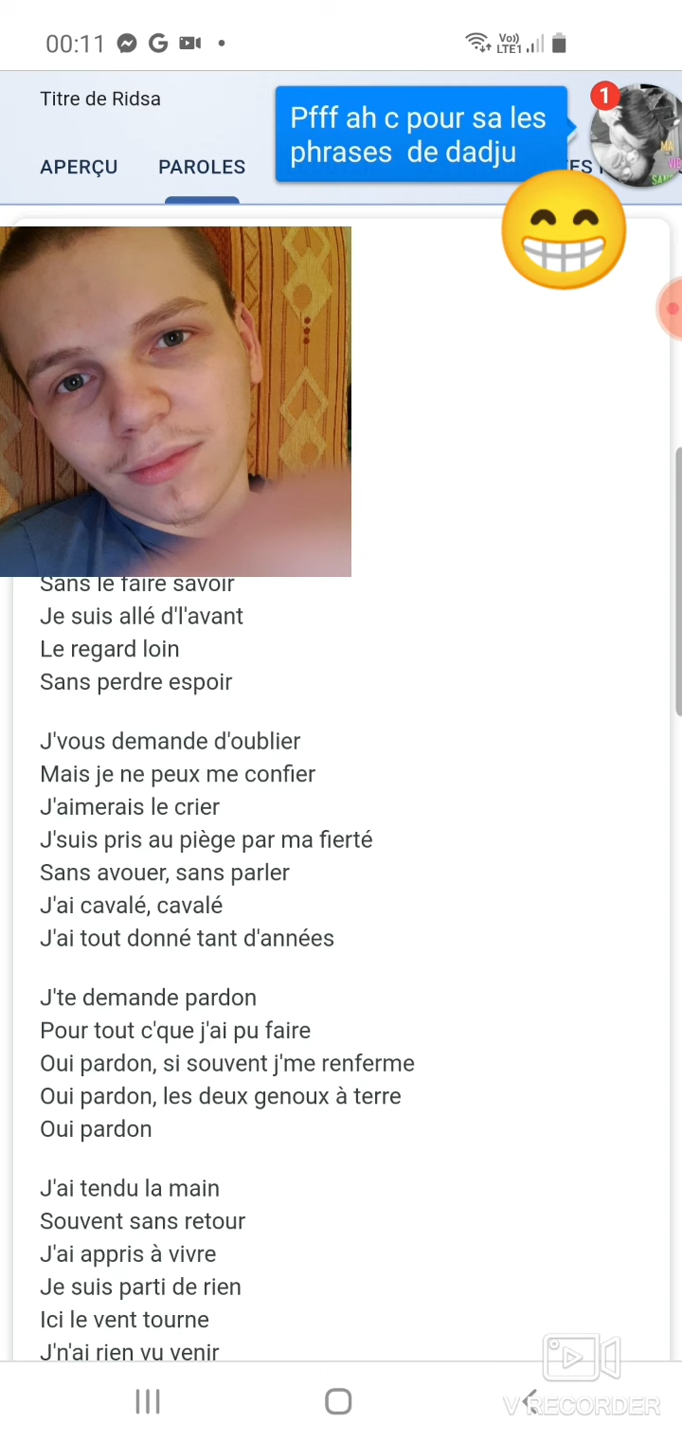 00:11
Vo))
LTE1
Titre de Ridsa
Pfff ah c pour sa les
phrases de dadju
1
APERÇU
PAROLES
MA
VIE
Sans le faire savoir
Je suis allé d'l'avant
Le regard loin
Sans perdre espoir
J'vous demande d'oublier
Mais je ne peux me confier
J'aimerais le crier
J'suis pris au piège par ma fierté
Sans avouer, sans parler
J'ai cavalé, cavalé
J'ai tout donné tant d'années
J'te demande pardon
Pour tout c'que j'ai pu faire
Oui pardon, si souvent j'me renferme
Oui pardon, les deux genoux à terre
Oui pardon
J'ai tendu la main
Souvent sans retour
J'ai appris à vivre
Je suis parti de rien
Ici le vent tourne
J'n'ai rien vu venir
V RECORDER